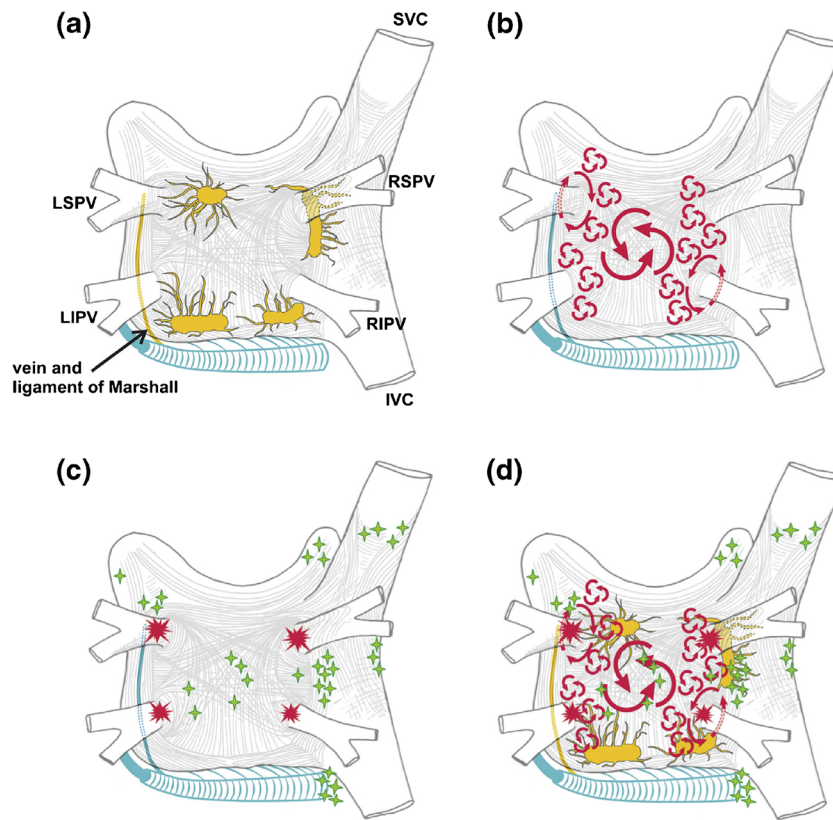 (a)
SVC
(b)
LSPV
RSPV
LIPV
RIPV
vein and
ligament of Marshall
IVC
(c)
(d)